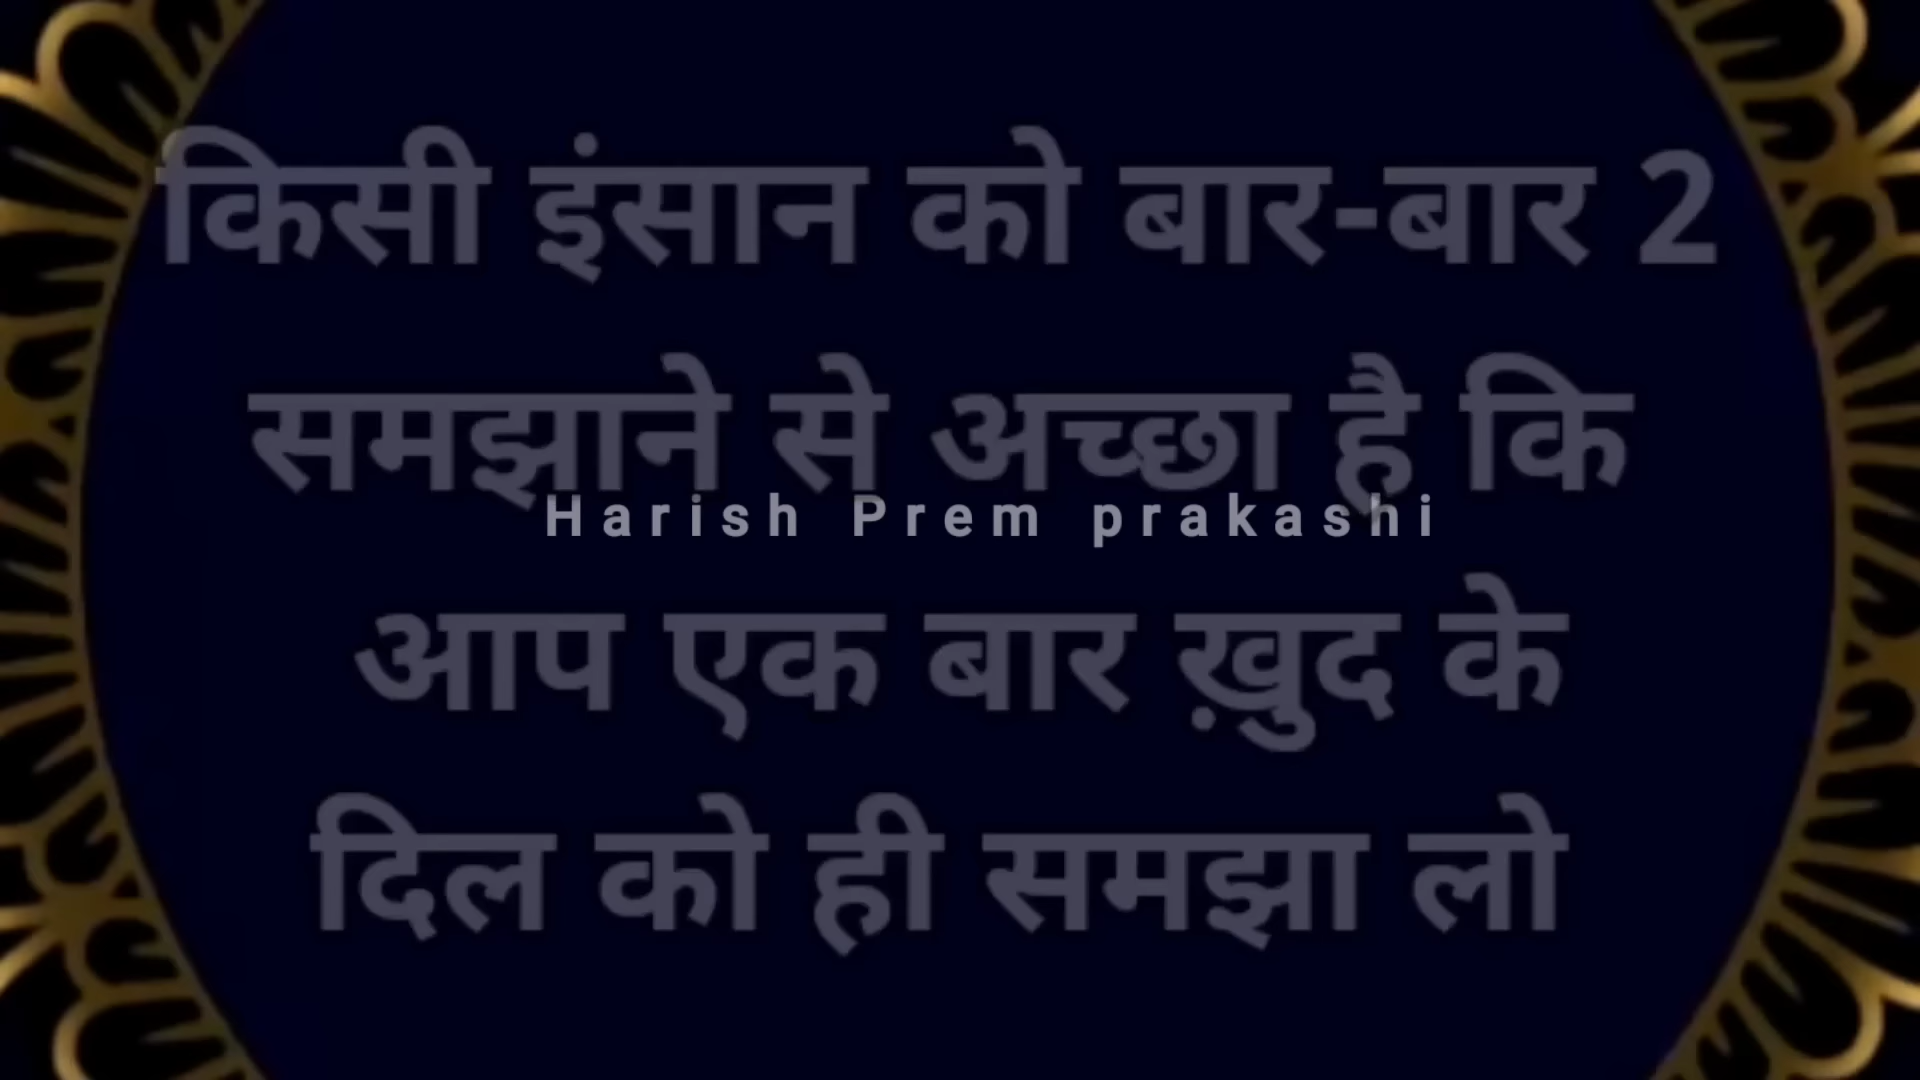 किसी इंसान को बार-बार 2
समझाने से अच्छा है कि
Harish Prem prakashi
आप एक बार ख़ुद के
दिल को ही समझा लो